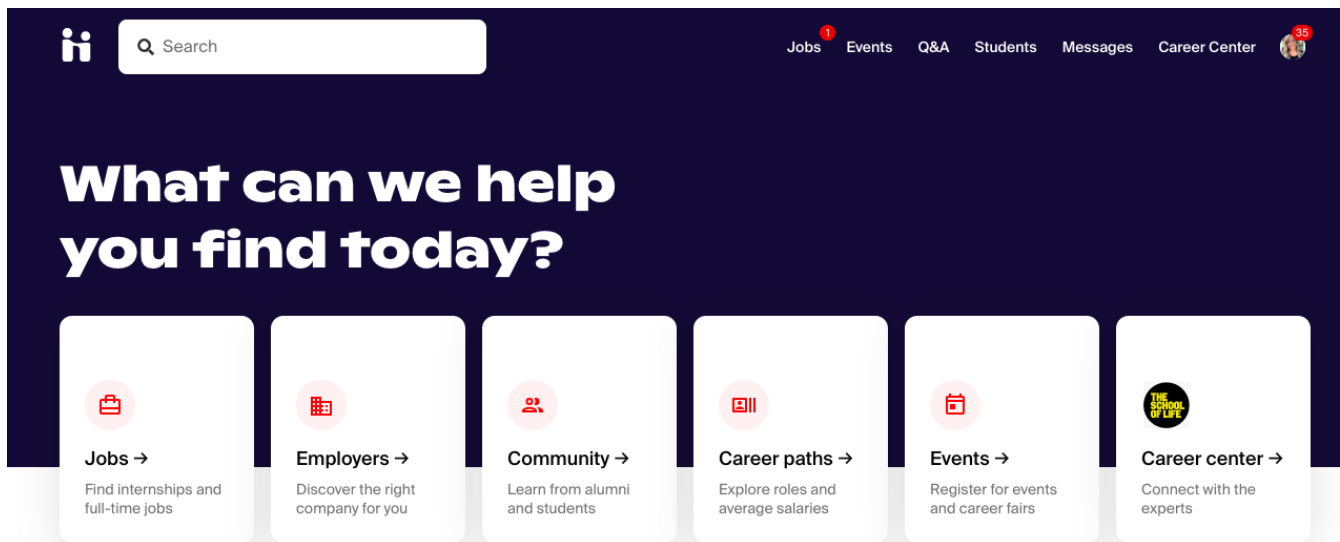 Search
Jobs 1 Events Q&A Students Messages Career Center 35
What can we help
you find today?
Jobs →
Find internships and
full-time jobs
Employers →
Discover the right
company for you
Community →
Learn from alumni
and students
Career paths →
Explore roles and
average salaries
Events →
Register for events
and career fairs
THE
SCHOOL
OF LIFE
Career center →
Connect with the
experts